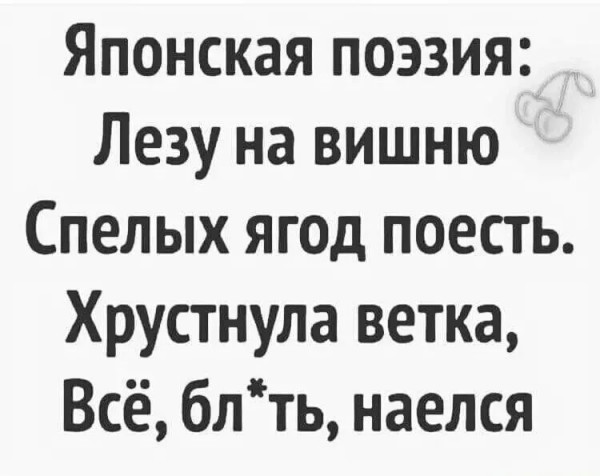 Японская поэзия:
Лезу на вишню
Спелых ягод поесть.
Хрустнула ветка,
Всё, бл*ть, наелся